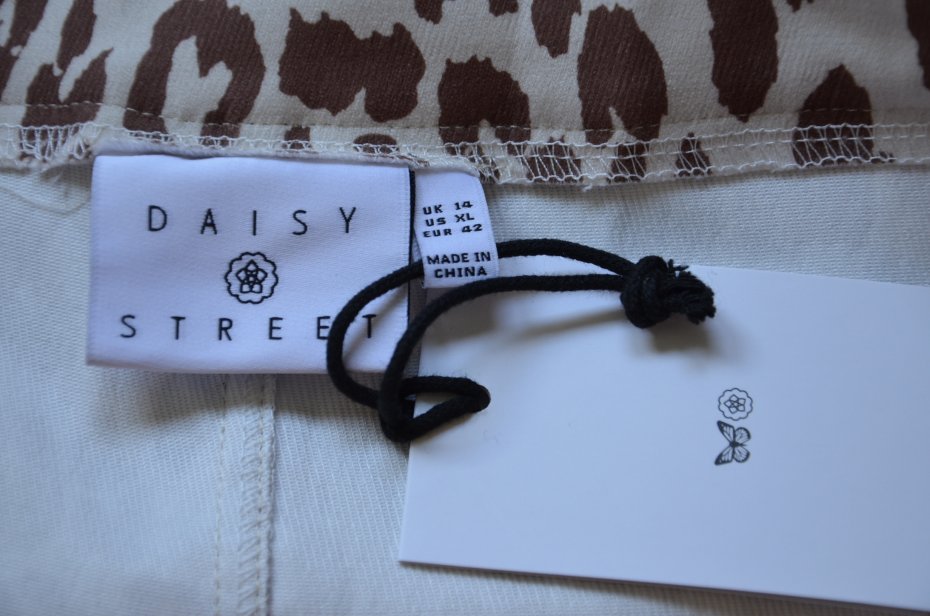 DAISY
STREET
UK 14
US XL
EUR 42
MADE IN
CHINA